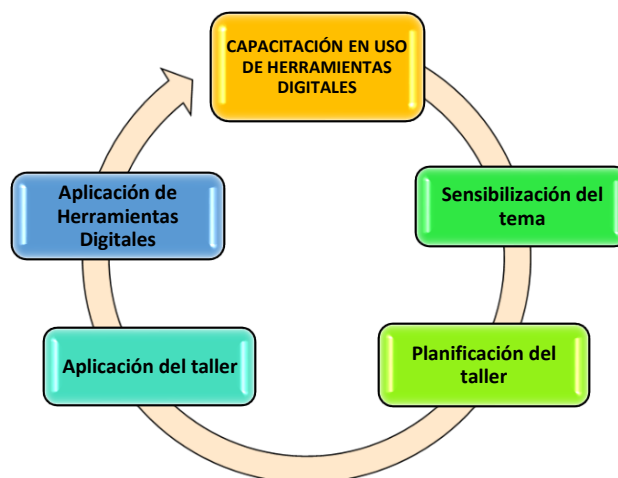 CAPACITACIÓN EN USO
DE HERRAMIENTAS
DIGITALES
Sensibilización del
tema
Planificación del
taller
Aplicación del taller
Aplicación de
Herramientas
Digitales